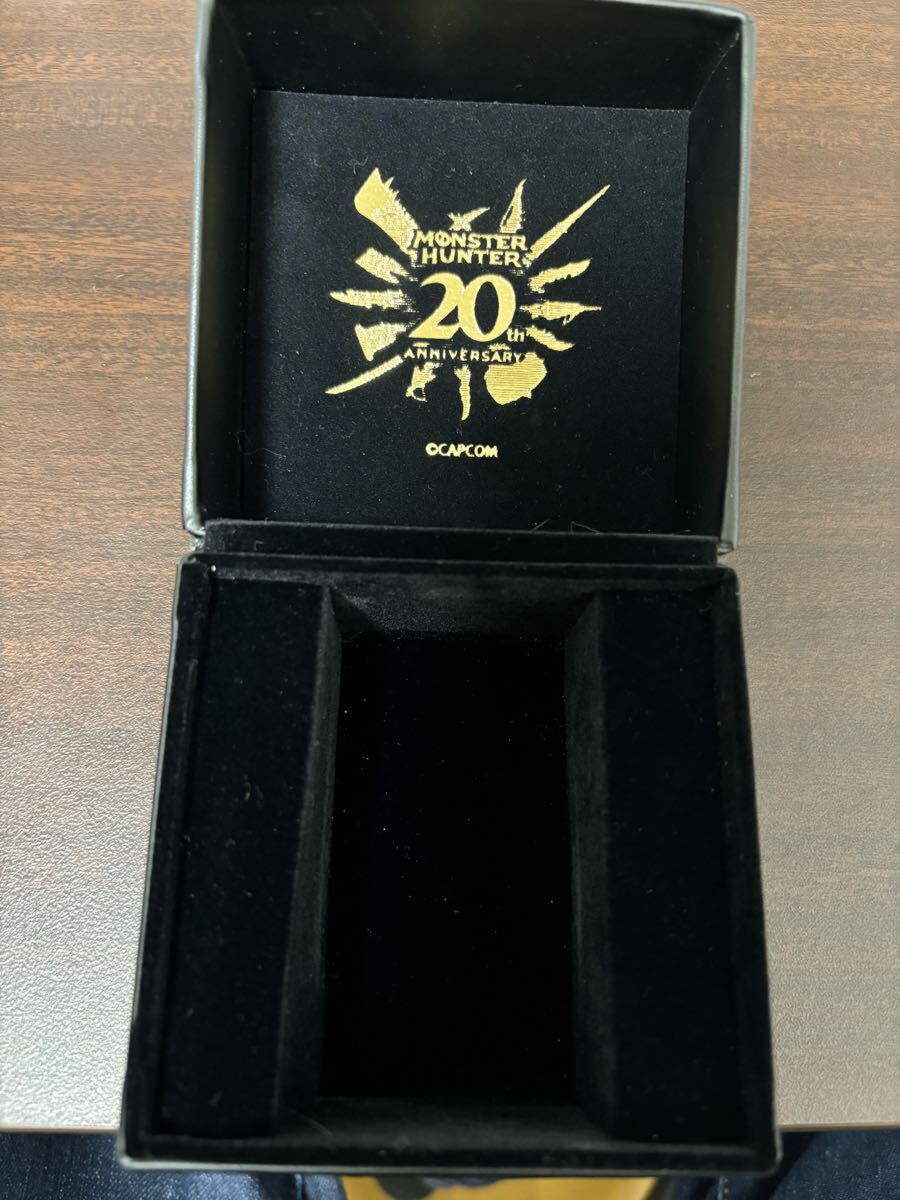 MONSTER
HUNTER
20th
ANNIVERSARY
©CAPCOM